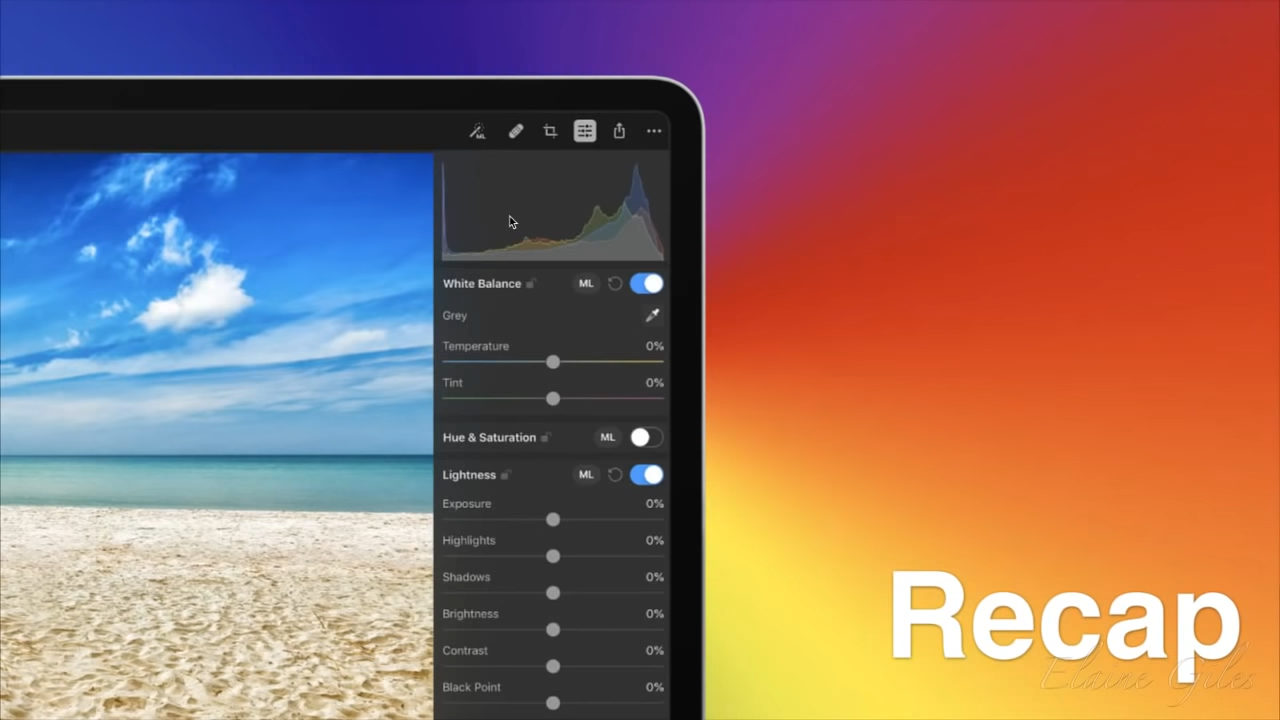 ML
White Balance ML
Grey
Temperature 0%
Tint 0%
Hue & Saturation ML
Lightness ML
Exposure 0%
Highlights 0%
Shadows 0%
Brightness 0%
Contrast 0%
Black Point 0%
Recap
Elaine Giles